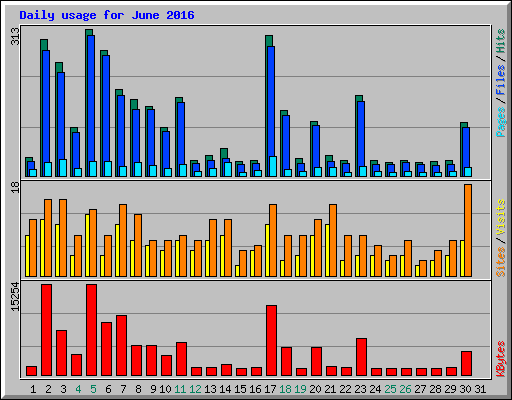 Daily usage for June 2016
313
Pages / Files / Hits
18
Sites / Visits
15254
KBytes
1 2 3 4 5 6 7 8 9 10 11 12 13 14 15 16 17 18 19 20 21 22 23 24 25 26 27 28 29 30 31